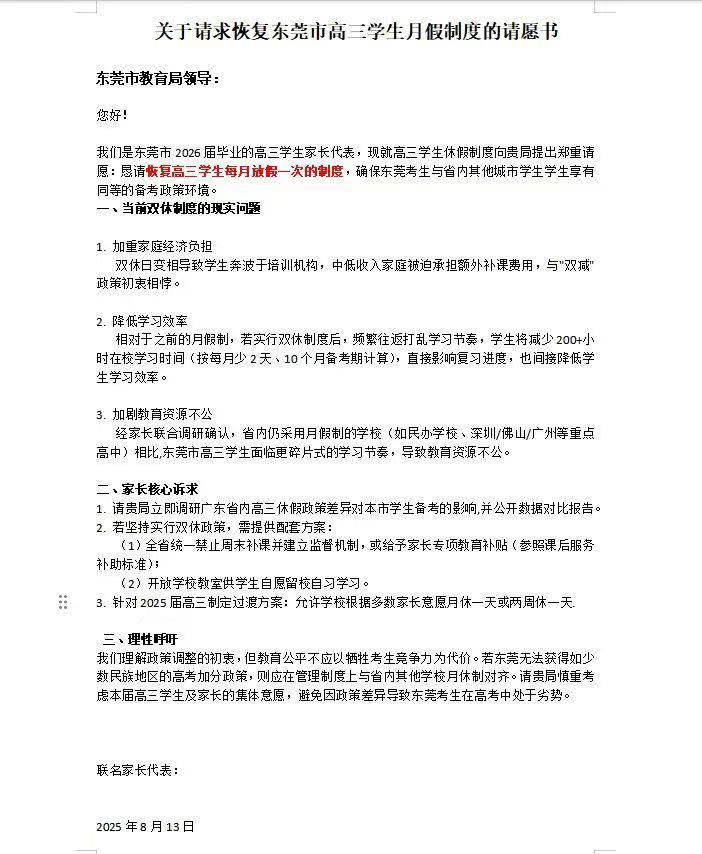 关于请求恢复东莞市高三学生月假制度的请愿书
东莞市教育局领导：
您好！
我们是东莞市 2026 届毕业的高三学生家长代表，现就高三学生休假制度向贵局提出郑重请
愿：恳请恢复高三学生每月放假一次的制度，确保东莞考生与省内其他城市学生学生享有
同等的备考政策环境。
一、当前双休制度的现实问题
1. 加重家庭经济负担
双休日变相导致学生奔波于培训机构，中低收入家庭被迫承担额外补课费用，与"双减"
政策初衷相悖。
2. 降低学习效率
相对于之前的月假制，若实行双休制度后，频繁往返打乱学习节奏，学生将减少 200+小
时在校学习时间（按每月少 2 天、10 个月备考期计算），直接影响复习进度，也间接降低学
生学习效率。
3. 加剧教育资源不公
经家长联合调研确认，省内仍采用月假制的学校（如民办学校、深圳/佛山/广州等重点
高中）相比,东莞市高三学生面临更碎片式的学习节奏，导致教育资源不公。
二、家长核心诉求
1. 请贵局立即调研广东省内高三休假政策差异对本市学生备考的影响,并公开数据对比报告。
2. 若坚持实行双休政策，需提供配套方案：
（1）全省统一禁止周末补课并建立监督机制，或给予家长专项教育补贴（参照课后服务
补助标准）；
（2）开放学校教室供学生自愿留校自习学习。
3. 针对 2025 届高三制定过渡方案：允许学校根据多数家长意愿月休一天或两周休一天.
三、理性呼吁
我们理解政策调整的初衷，但教育公平不应以牺牲考生竞争力为代价。若东莞无法获得如少
数民族地区的高考加分政策，则应在管理制度上与省内其他学校月休制对齐。请贵局慎重考
虑本届高三学生及家长的集体意愿，避免因政策差异导致东莞考生在高考中处于劣势。
联名家长代表：
2025 年 8 月 13 日